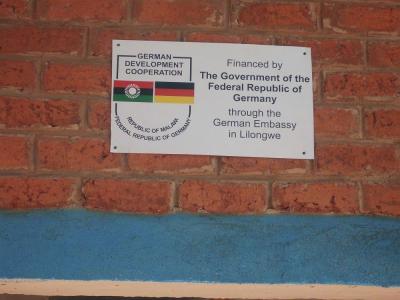 GERMAN
DEVELOPMENT
COOPERATION
REPUBLIC OF MALAWI
FEDERAL REPUBLIC OF GERMANY
Financed by
The Government of the
Federal Republic of
Germany
through the
German Embassy
in Lilongwe